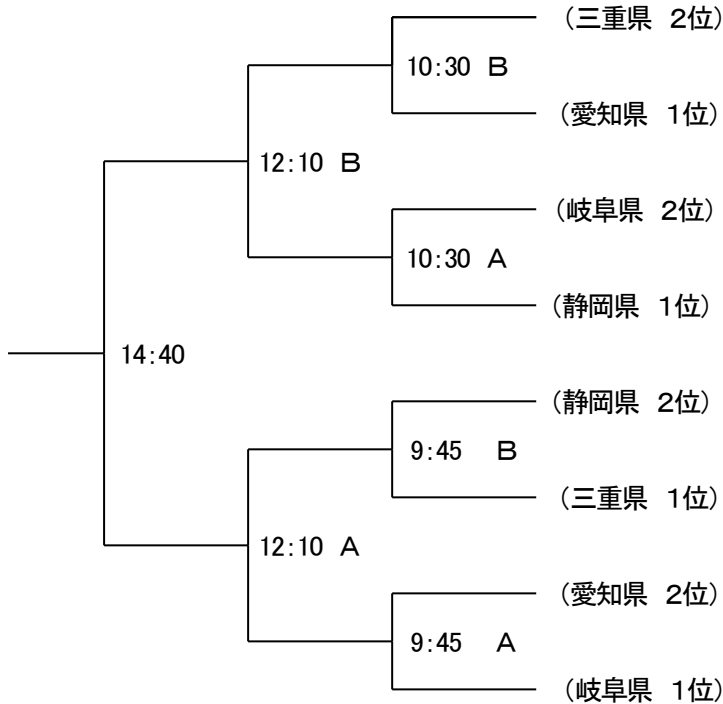 （三重県　２位）
10:30 B
（愛知県　１位）
12:10 B
（岐阜県　２位）
10:30 A
（静岡県　１位）
14:40
（静岡県　２位）
9:45　B
（三重県　１位）
12:10 A
（愛知県　２位）
9:45　A
（岐阜県　１位）